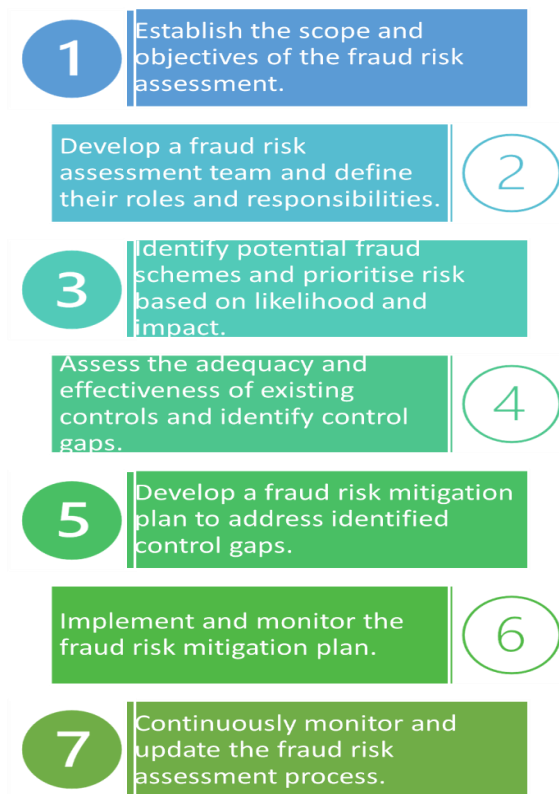 1
Establish the scope and
objectives of the fraud risk
assessment.
Develop a fraud risk
assessment team and define
their roles and responsibilities.
2
3
Identify potential fraud
schemes and prioritise risk
based on likelihood and
impact.
Assess the adequacy and
effectiveness of existing
controls and identify control
gaps.
4
5
Develop a fraud risk mitigation
plan to address identified
control gaps.
Implement and monitor the
fraud risk mitigation plan.
6
7
Continuously monitor and
update the fraud risk
assessment process.